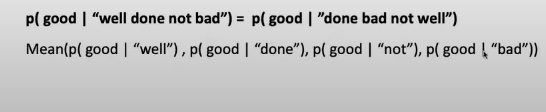 p( good | “well done not bad”) = p( good | ”done bad not well”)
Mean(p( good | “well”) , p( good | “done”), p( good | “not”), p( good | “bad”))